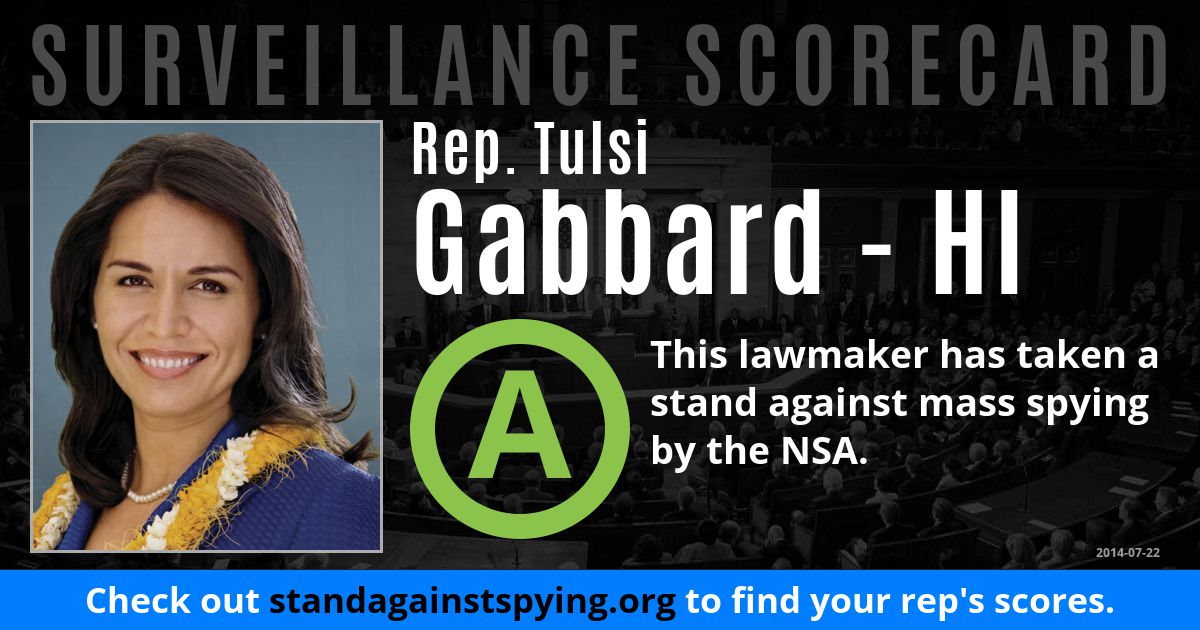 SURVEILLANCE SCORECARD
Rep. Tulsi
Gabbard - HI
A
This lawmaker has taken a
stand against mass spying
by the NSA.
2014-07-22
Check out standagainstspying.org to find your rep's scores.